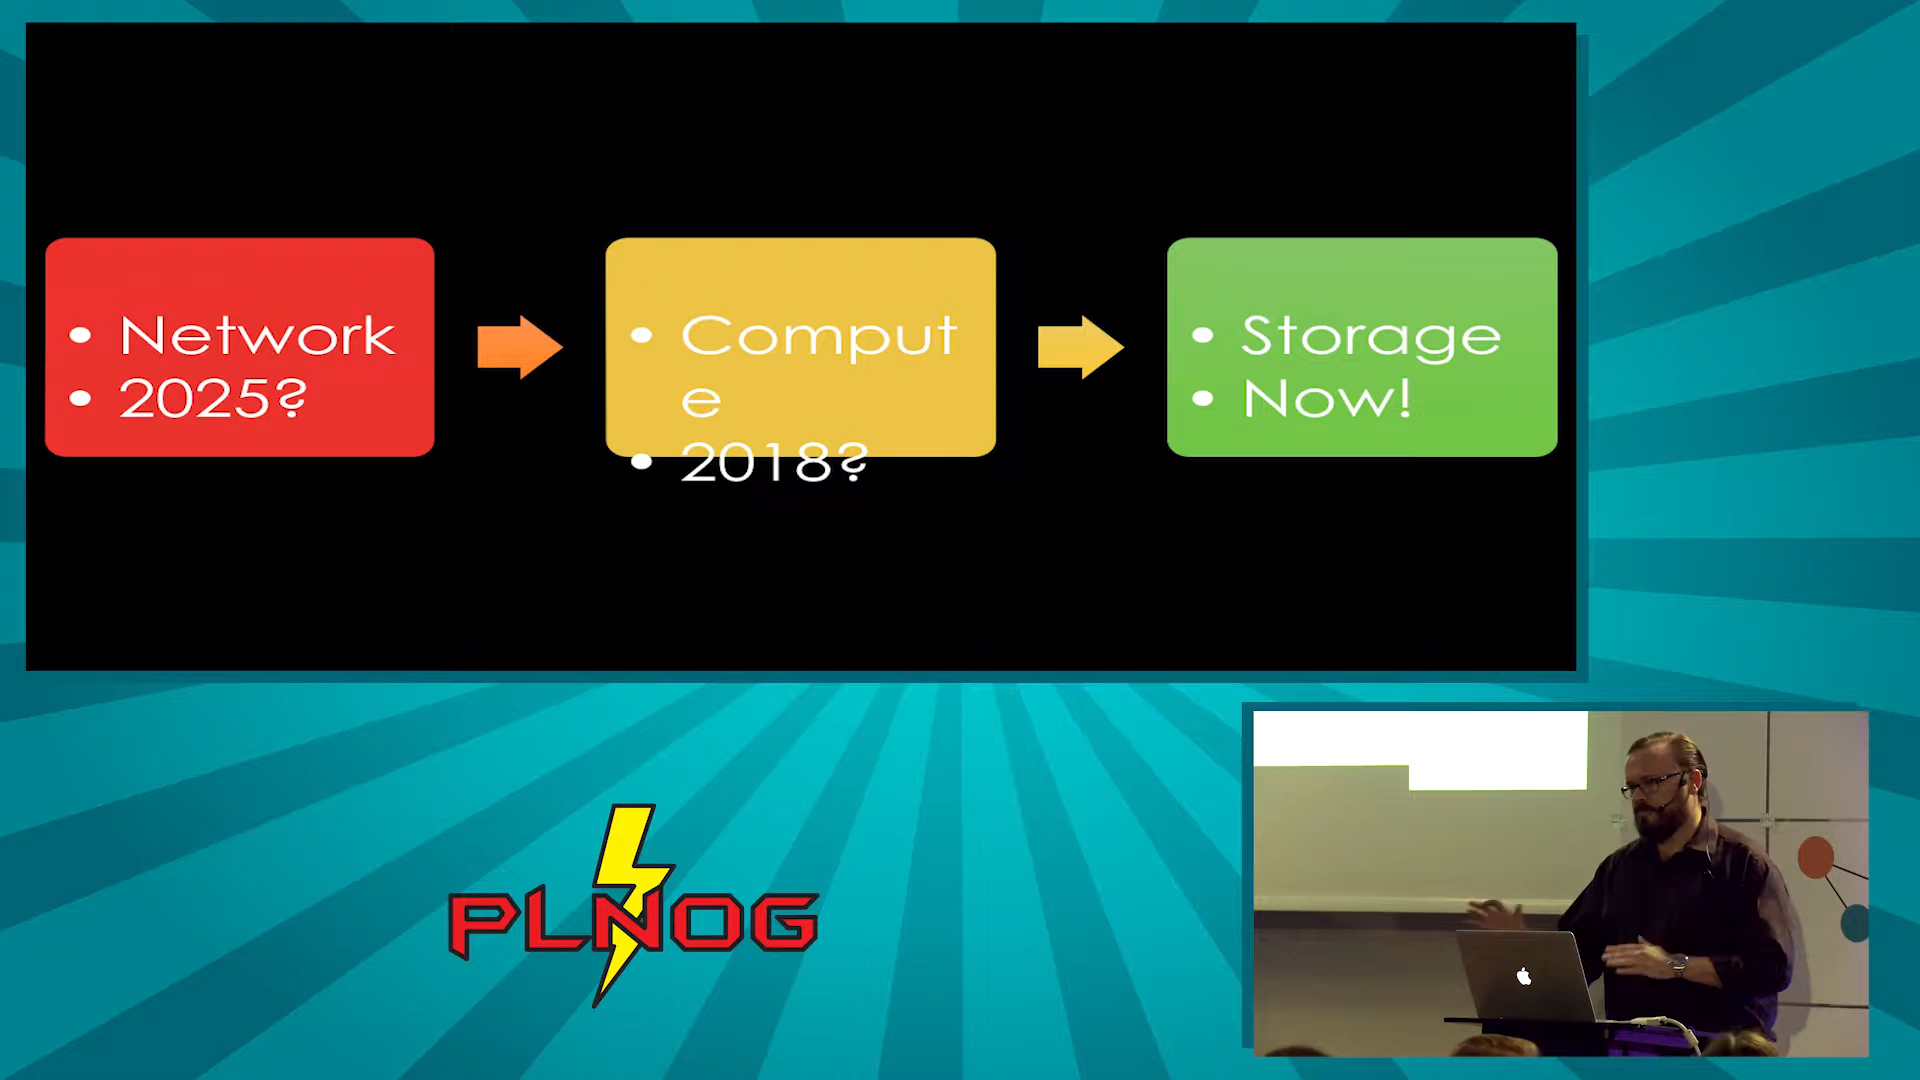 • Network
• 2025?
• Comput
e
• 2018?
• Storage
• Now!
PLNOG